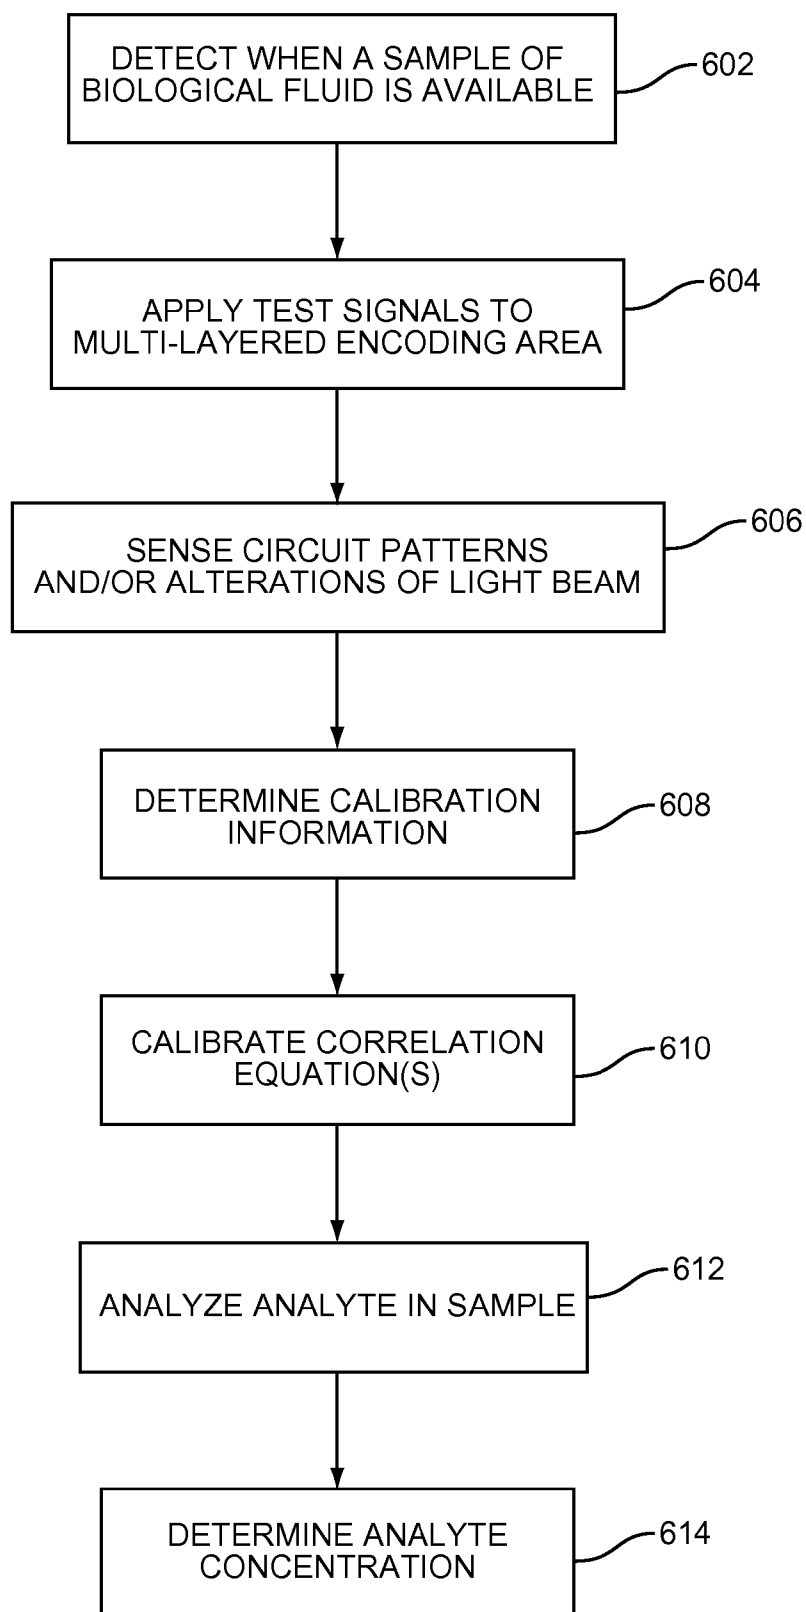 DETECT WHEN A SAMPLE OF
BIOLOGICAL FLUID IS AVAILABLE
602
APPLY TEST SIGNALS TO
MULTI-LAYERED ENCODING AREA
604
SENSE CIRCUIT PATTERNS
AND/OR ALTERATIONS OF LIGHT BEAM
606
DETERMINE CALIBRATION
INFORMATION
608
CALIBRATE CORRELATION
EQUATION(S)
610
ANALYZE ANALYTE IN SAMPLE
612
DETERMINE ANALYTE
CONCENTRATION
614